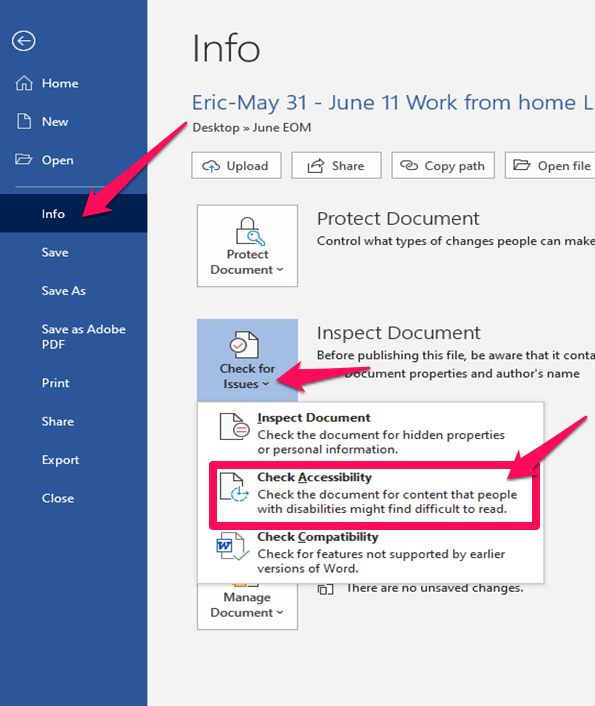 Info
Home
New
Open
Info
Save
Save As
Save as Adobe
PDF
Print
Share
Export
Close
Eric-May 31 - June 11 Work from home L
Desktop » June EOM
Upload
Share
Copy path
Open file
Protect
Document
Protect Document
Control what types of changes people can make
Check for
Issues
Inspect Document
Before publishing this file, be aware that it conta
Document properties and author's name
Inspect Document
Check the document for hidden properties
or personal information.
Check Accessibility
Check the document for content that people
with disabilities might find difficult to read.
Check Compatibility
Check for features not supported by earlier
versions of Word.
Manage
Document
There are no unsaved changes.